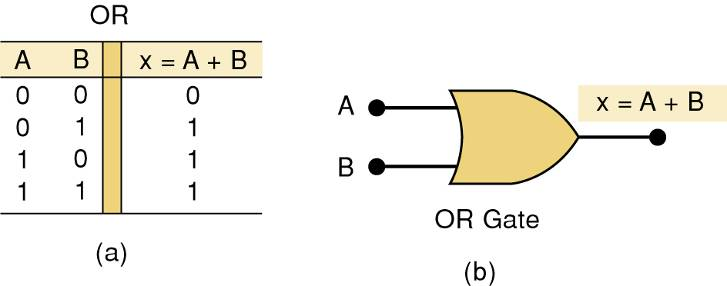 OR
A B x = A + B
0 0 0
0 1 1
1 0 1
1 1 1
(a)
A
B
x = A + B
OR Gate
(b)